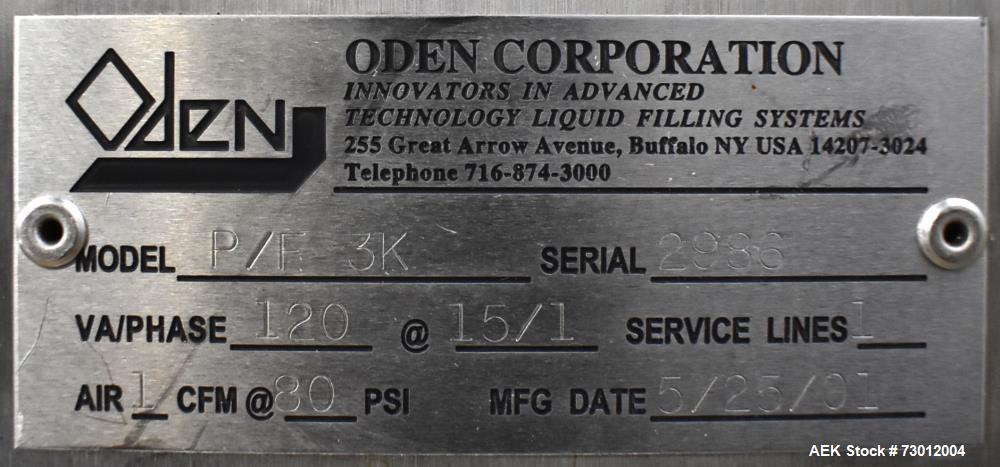 Oden
ODEN CORPORATION
INNOVATORS IN ADVANCED
TECHNOLOGY LIQUID FILLING SYSTEMS
255 Great Arrow Avenue, Buffalo NY USA 14207-3024
Telephone 716-874-3000
MODEL P/F 3K SERIAL 2986
VA/PHASE 120 @ 15/1 SERVICE LINES 1
AIR 1 CFM @ 80 PSI MFG DATE 5/25/01
AEK Stock # 73012004